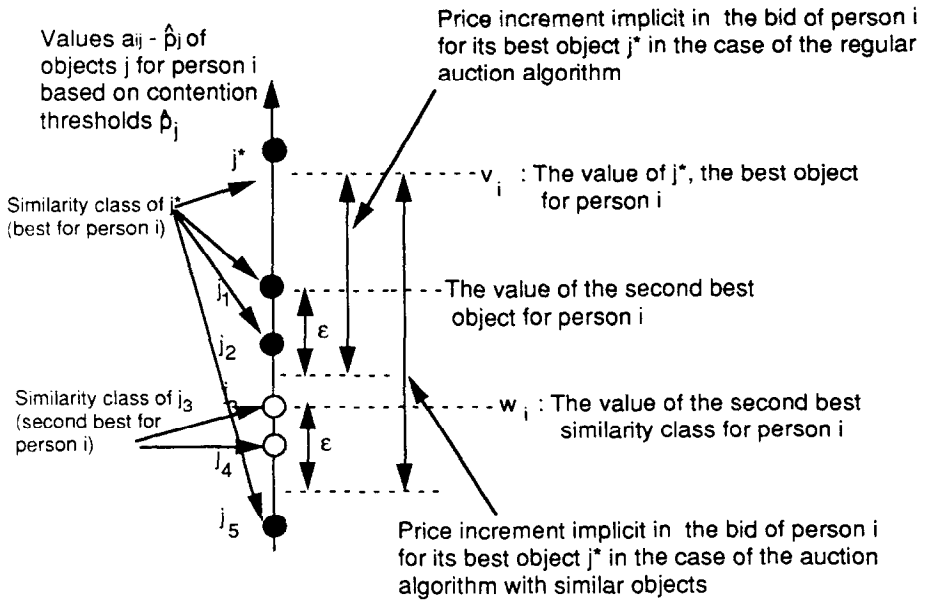 Values aij - p̂j of
objects j for person i
based on contention
thresholds p̂j
Price increment implicit in the bid of person i
for its best object j* in the case of the regular
auction algorithm
j*
vi : The value of j*, the best object
for person i
Similarity class of j*
(best for person i)
j1
The value of the second best
object for person i
ε
j2
Similarity class of j3
(second best for
person i)
j3
wi : The value of the second best
similarity class for person i
ε
j4
j5
Price increment implicit in the bid of person i
for its best object j* in the case of the auction
algorithm with similar objects